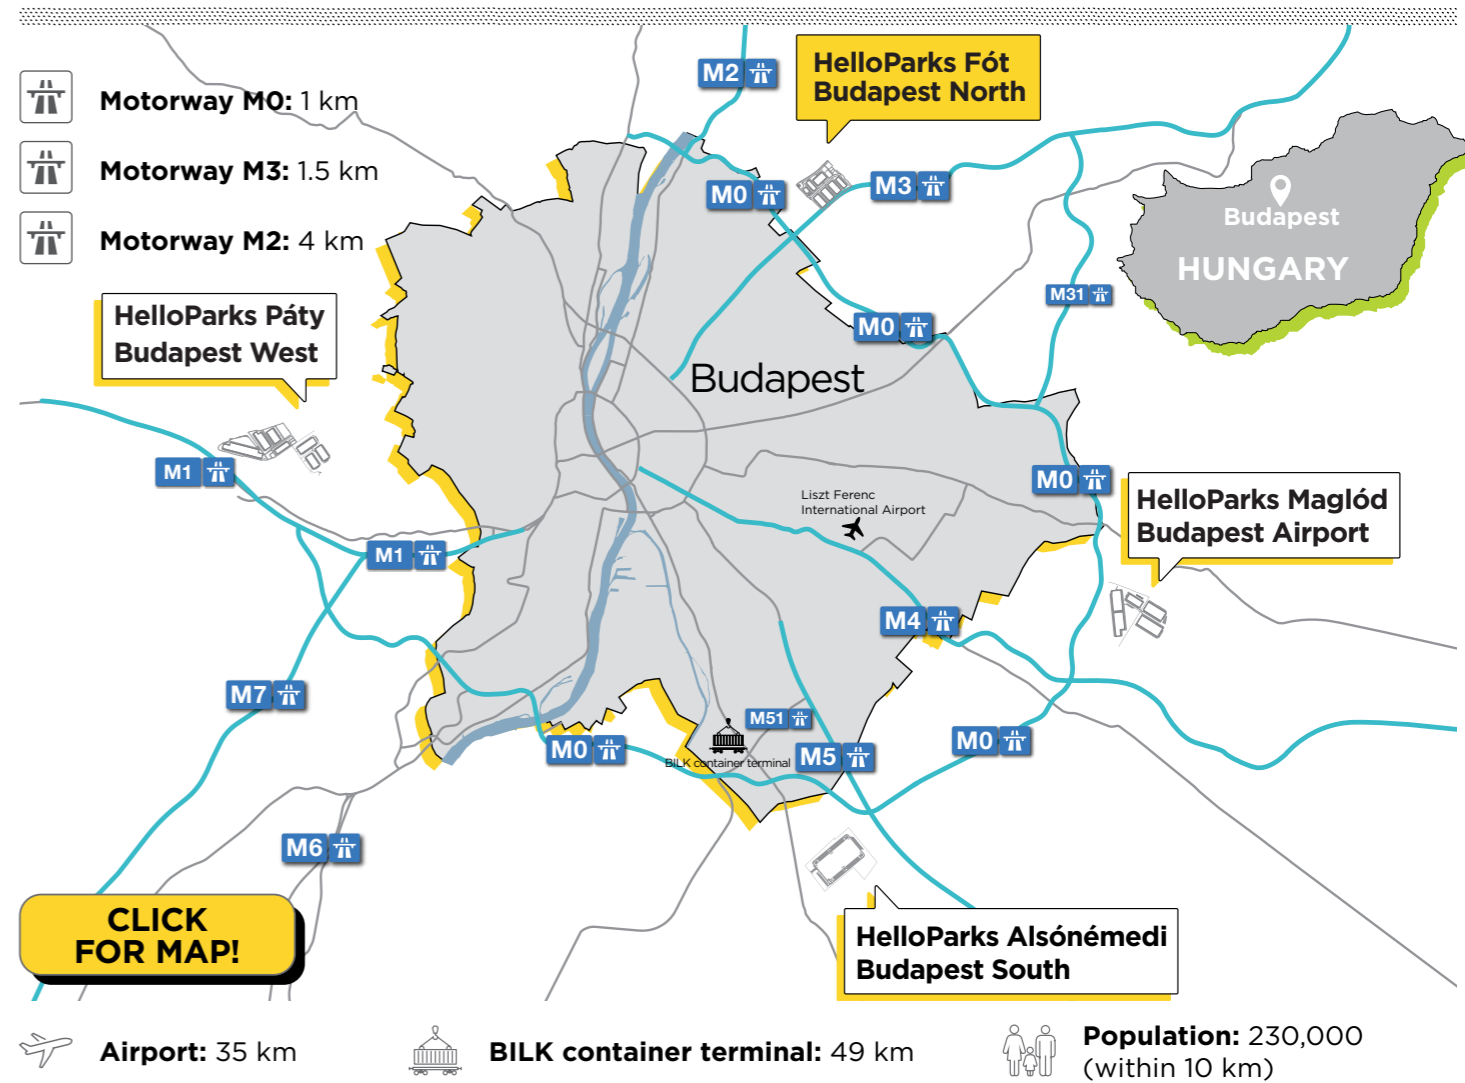 Motorway M0: 1 km
Motorway M3: 1.5 km
Motorway M2: 4 km
M2
HelloParks Fót
Budapest North
M0
M3
Budapest
HUNGARY
M31
HelloParks Páty
Budapest West
M0
Budapest
M1
M0
Liszt Ferenc
International Airport
HelloParks Maglód
Budapest Airport
M1
M4
M7
M51
M0
M0
M5
BILK container terminal
M6
CLICK
FOR MAP!
HelloParks Alsónémedi
Budapest South
Airport: 35 km
BILK container terminal: 49 km
Population: 230,000
(within 10 km)